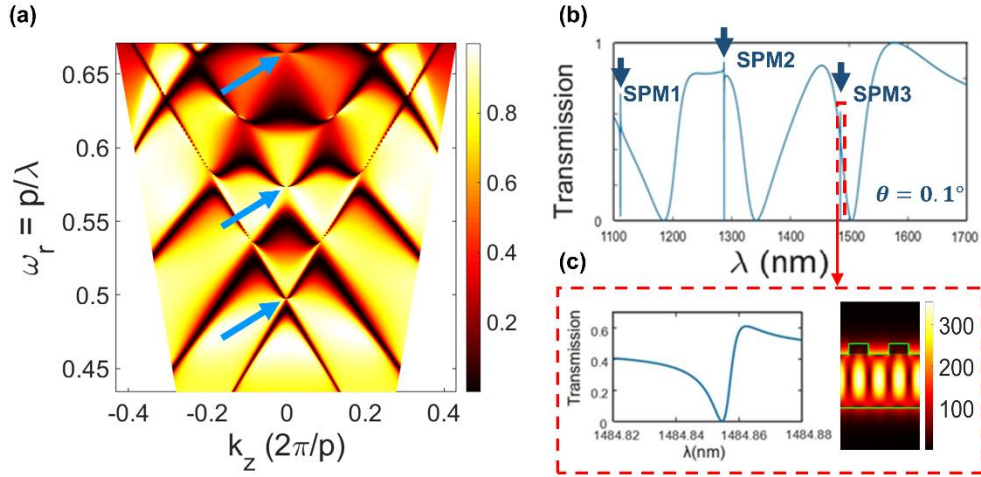 (a)
0.65
0.6
0.55
0.5
0.45
ω_r = p/λ
-0.4 -0.2 0 0.2 0.4
k_z (2π/p)
0.8
0.6
0.4
0.2
(b)
1
0
Transmission
SPM1
SPM2
SPM3
θ = 0.1°
1100 1200 1300 1400 1500 1600 1700
λ (nm)
(c)
0.6
0.4
0.2
0
Transmission
1484.82 1484.84 1484.86 1484.88
λ(nm)
300
200
100